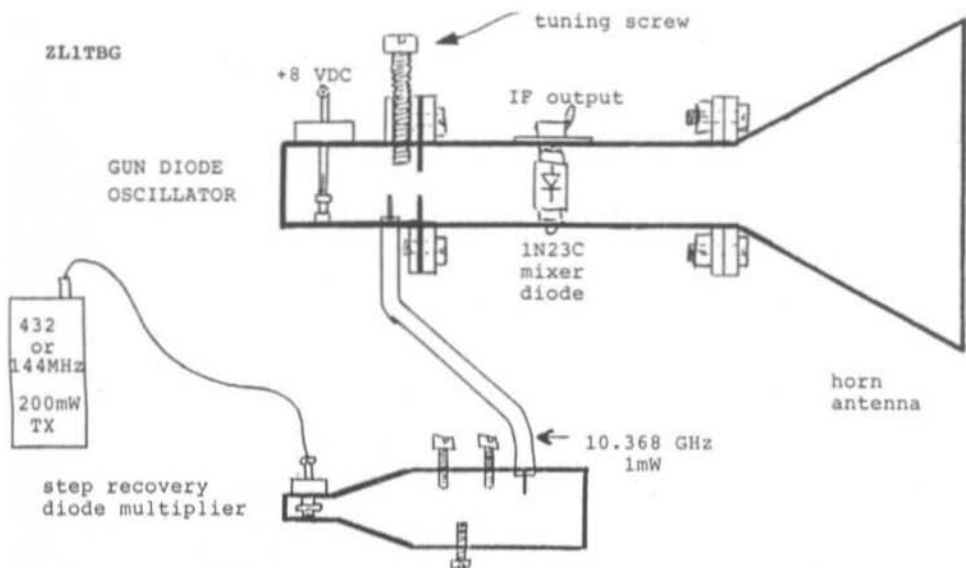 tuning screw
ZL1TBG
+8 VDC
IF output
GUN DIODE
OSCILLATOR
1N23C
mixer
diode
432
or
144MHz
200mW
TX
horn
antenna
10.368 GHz
1mW
step recovery
diode multiplier